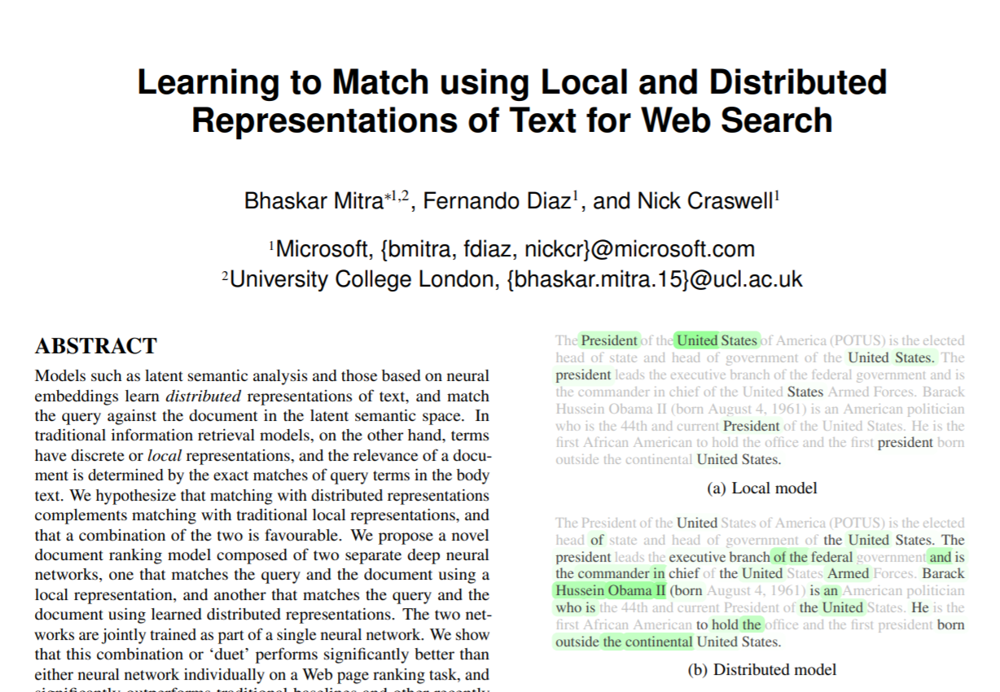 Learning to Match using Local and Distributed
Representations of Text for Web Search
Bhaskar Mitra*1,2, Fernando Diaz1, and Nick Craswell1
1Microsoft, {bmitra, fdiaz, nickcr}@microsoft.com
2University College London, {bhaskar.mitra.15}@ucl.ac.uk
ABSTRACT
Models such as latent semantic analysis and those based on neural
embeddings learn distributed representations of text, and match
the query against the document in the latent semantic space. In
traditional information retrieval models, on the other hand, terms
have discrete or local representations, and the relevance of a docu-
ment is determined by the exact matches of query terms in the body
text. We hypothesize that matching with distributed representations
complements matching with traditional local representations, and
that a combination of the two is favourable. We propose a novel
document ranking model composed of two separate deep neural
networks, one that matches the query and the document using a
local representation, and another that matches the query and the
document using learned distributed representations. The two net-
works are jointly trained as part of a single neural network. We show
that this combination or ‘duet’ performs significantly better than
either neural network individually on a Web page ranking task, and
significantly outperforms traditional baselines and other recently
The President of the United States of America (POTUS) is the elected
head of state and head of government of the United States. The
president leads the executive branch of the federal government and is
the commander in chief of the United States Armed Forces. Barack
Hussein Obama II (born August 4, 1961) is an American politician
who is the 44th and current President of the United States. He is the
first African American to hold the office and the first president born
outside the continental United States.
(a) Local model
The President of the United States of America (POTUS) is the elected
head of state and head of government of the United States. The
president leads the executive branch of the federal government and is
the commander in chief of the United States Armed Forces. Barack
Hussein Obama II (born August 4, 1961) is an American politician
who is the 44th and current President of the United States. He is the
first African American to hold the office and the first president born
outside the continental United States.
(b) Distributed model